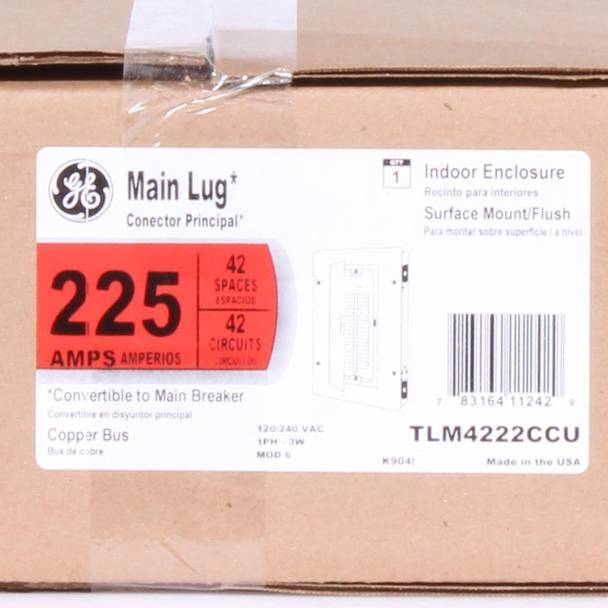 GE
Main Lug*
Conector Principal*
QTY
1
Indoor Enclosure
Recinto para interiores
Surface Mount/Flush
Para montar sobre superficie / a nivel
225
AMPS AMPERIOS
42
SPACES
ESPACIOS
42
CIRCUITS
CIRCUITOS
*Convertible to Main Breaker
Convertible en disyuntor principal
Copper Bus
Bus de cobre
120/240 VAC
1PH - 3W
MOD 6
7 83164 11242 9
TLM4222CCU
Made in the USA